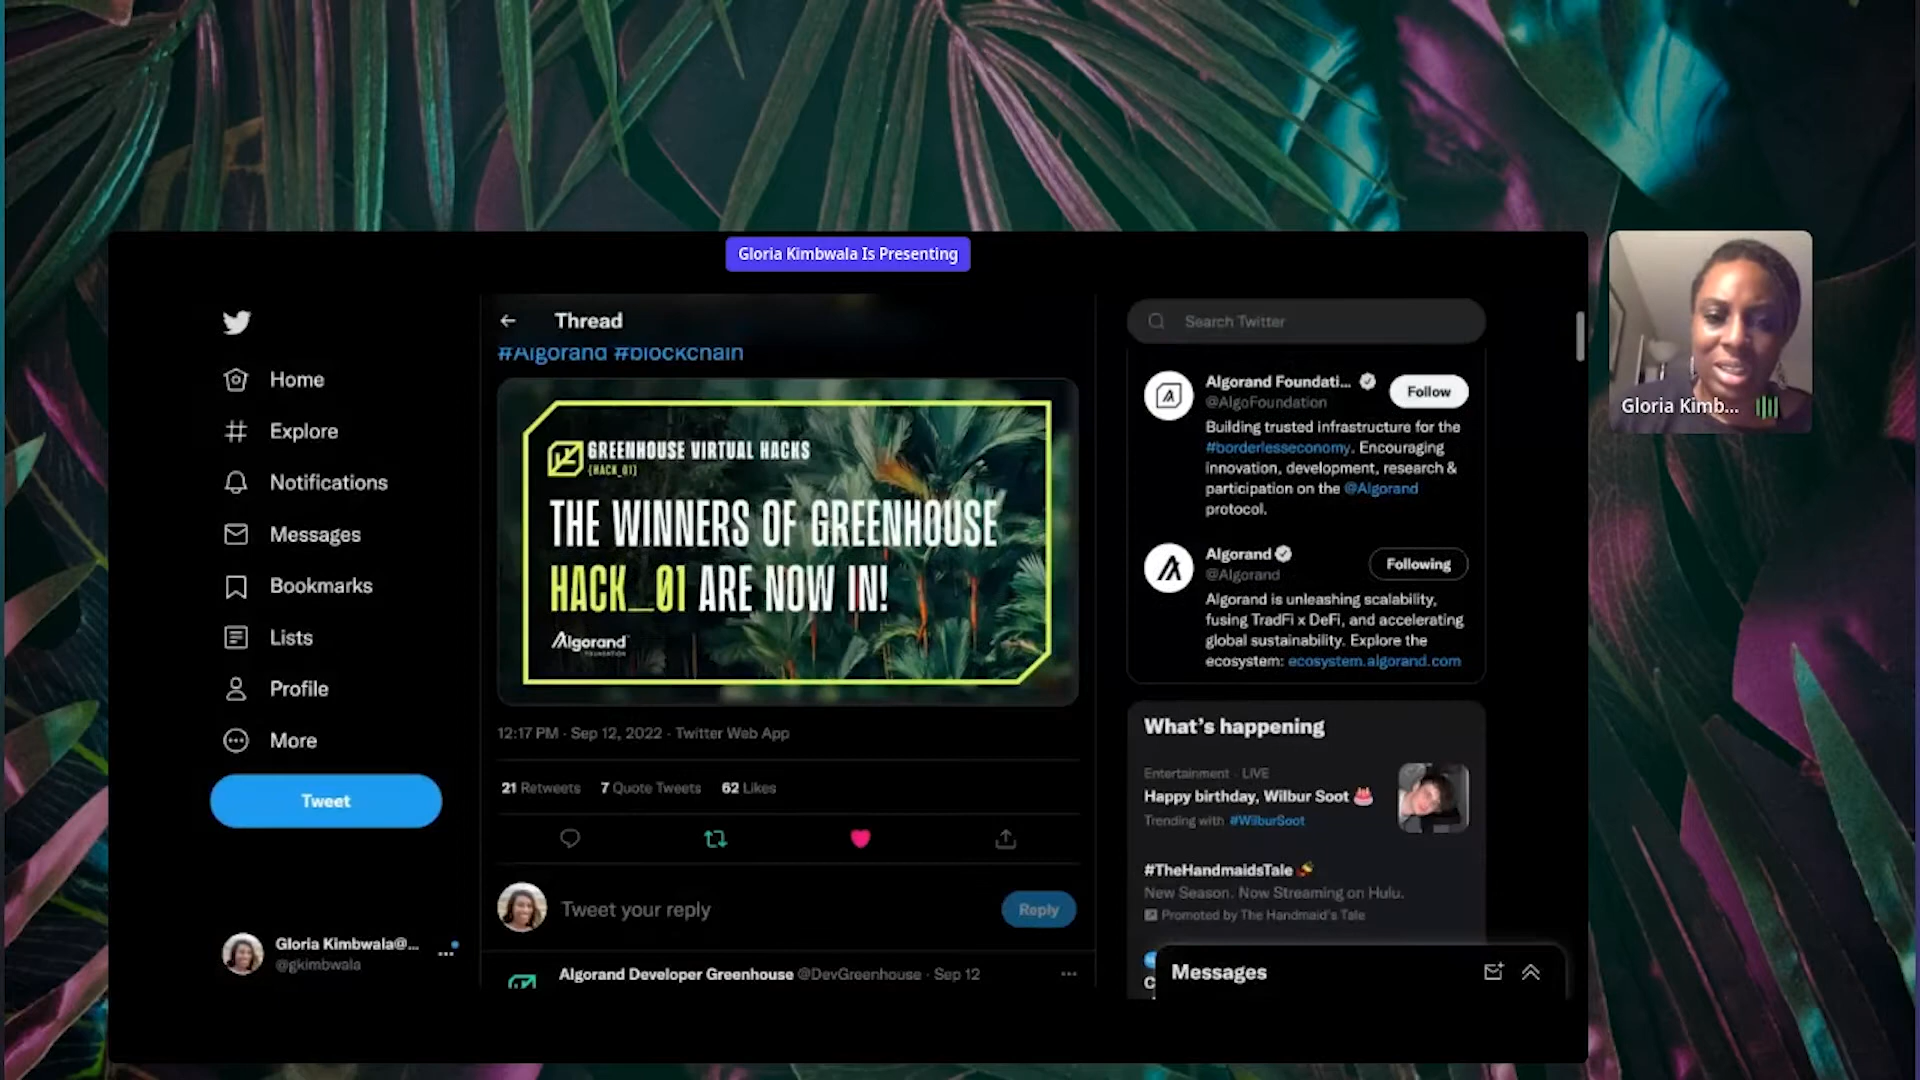 Gloria Kimbwala Is Presenting
Thread
#Algorand #blockchain
Home
Explore
Notifications
Messages
Bookmarks
Lists
Profile
More
Tweet
Gloria Kimbwala@...
@gkimbwala
GREENHOUSE VIRTUAL HACKS
{HACK_01}
THE WINNERS OF GREENHOUSE
HACK_01 ARE NOW IN!
Algorand
FOUNDATION
12:17 PM · Sep 12, 2022 · Twitter Web App
21 Retweets 7 Quote Tweets 62 Likes
Tweet your reply
Reply
Algorand Developer Greenhouse @DevGreenhouse · Sep 12
Search Twitter
Algorand Foundati...
@AlgoFoundation
Follow
Building trusted infrastructure for the
#borderlesseconomy. Encouraging
innovation, development, research &
participation on the @Algorand
protocol.
Algorand
@Algorand
Following
Algorand is unleashing scalability,
fusing TradFi x DeFi, and accelerating
global sustainability. Explore the
ecosystem: ecosystem.algorand.com
What's happening
Entertainment · LIVE
Happy birthday, Wilbur Soot 🎂
Trending with #WilburSoot
#TheHandmaidsTale
New Season. Now Streaming on Hulu.
Promoted by The Handmaid's Tale
Messages
Gloria Kimb...